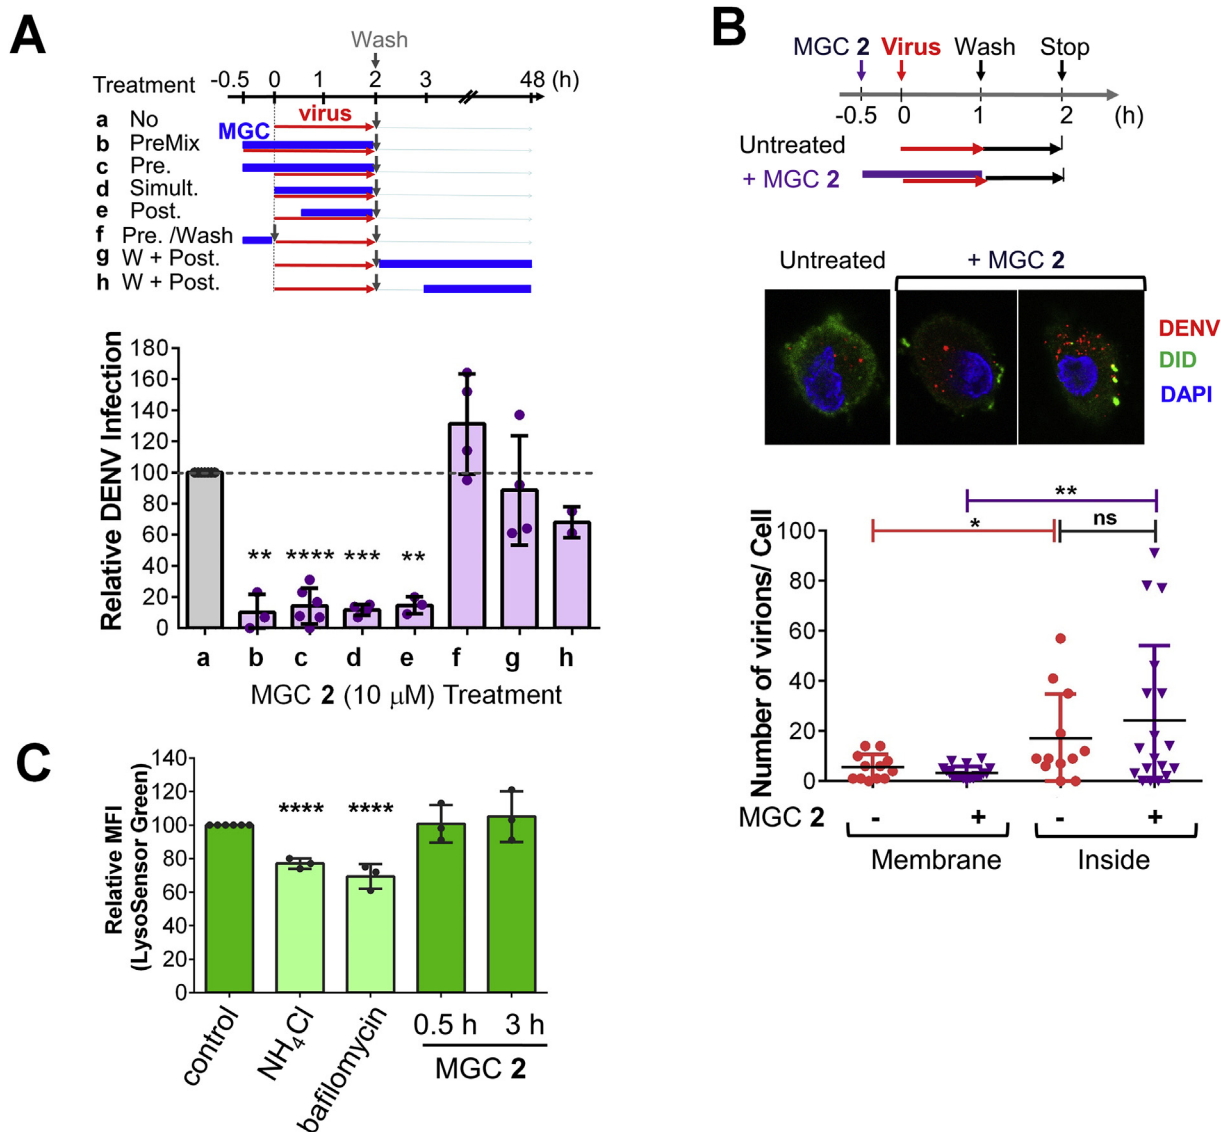 A
Wash
Treatment -0.5 0 1 2 3 48 (h)
a No virus
MGC
b PreMix
c Pre.
d Simult.
e Post.
f Pre. /Wash
g W + Post.
h W + Post.
Relative DENV Infection
180
160
140
120
100
80
60
40
20
0
** **** *** **
a b c d e f g h
MGC 2 (10 μM) Treatment
B
MGC 2 Virus Wash Stop
-0.5 0 1 2 (h)
Untreated
+ MGC 2
Untreated + MGC 2
DENV
DID
DAPI
**
* ns
Number of virions/ Cell
100
80
60
40
20
0
MGC 2 - + - +
Membrane Inside
C
Relative MFI
(LysoSensor Green)
140
120
100
80
60
40
20
0
**** ****
control NH₄Cl bafilomycin 0.5 h 3 h
MGC 2